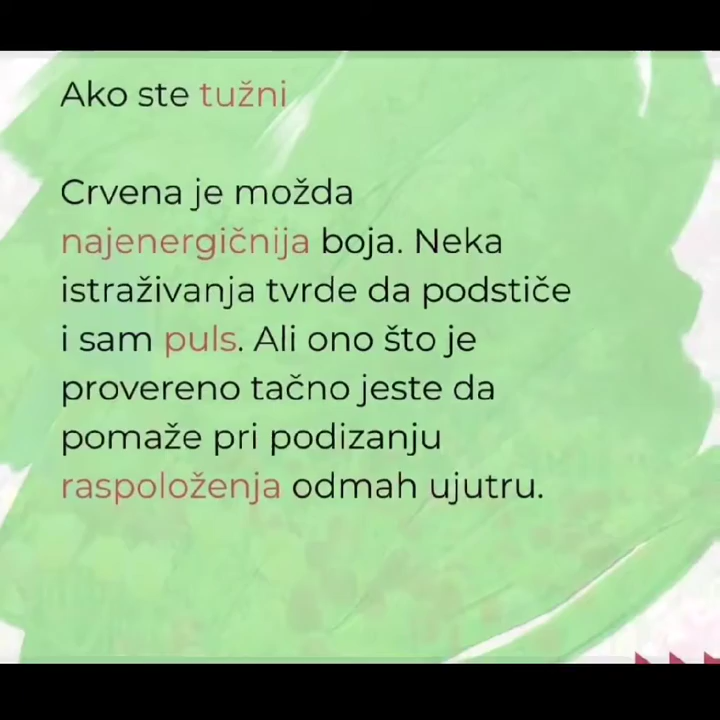 Ako ste tužni
Crvena je možda
najenergičnija boja. Neka
istraživanja tvrde da podstiče
i sam puls. Ali ono što je
provereno tačno jeste da
pomaže pri podizanju
raspoloženja odmah ujutru.